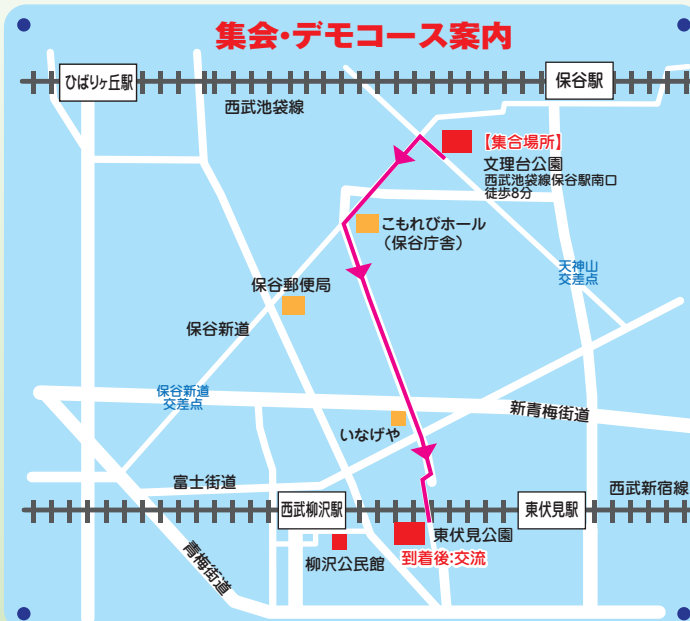 集会・デモコース案内
ひばりヶ丘駅
保谷駅
西武池袋線
【集合場所】
文理台公園
西武池袋線保谷駅南口
徒歩8分
こもれびホール
（保谷庁舎）
天神山
交差点
保谷郵便局
保谷新道
保谷新道
交差点
新青梅街道
いなげや
富士街道
西武新宿線
西武柳沢駅
東伏見駅
東伏見公園
到着後:交流
柳沢公民館
青梅街道